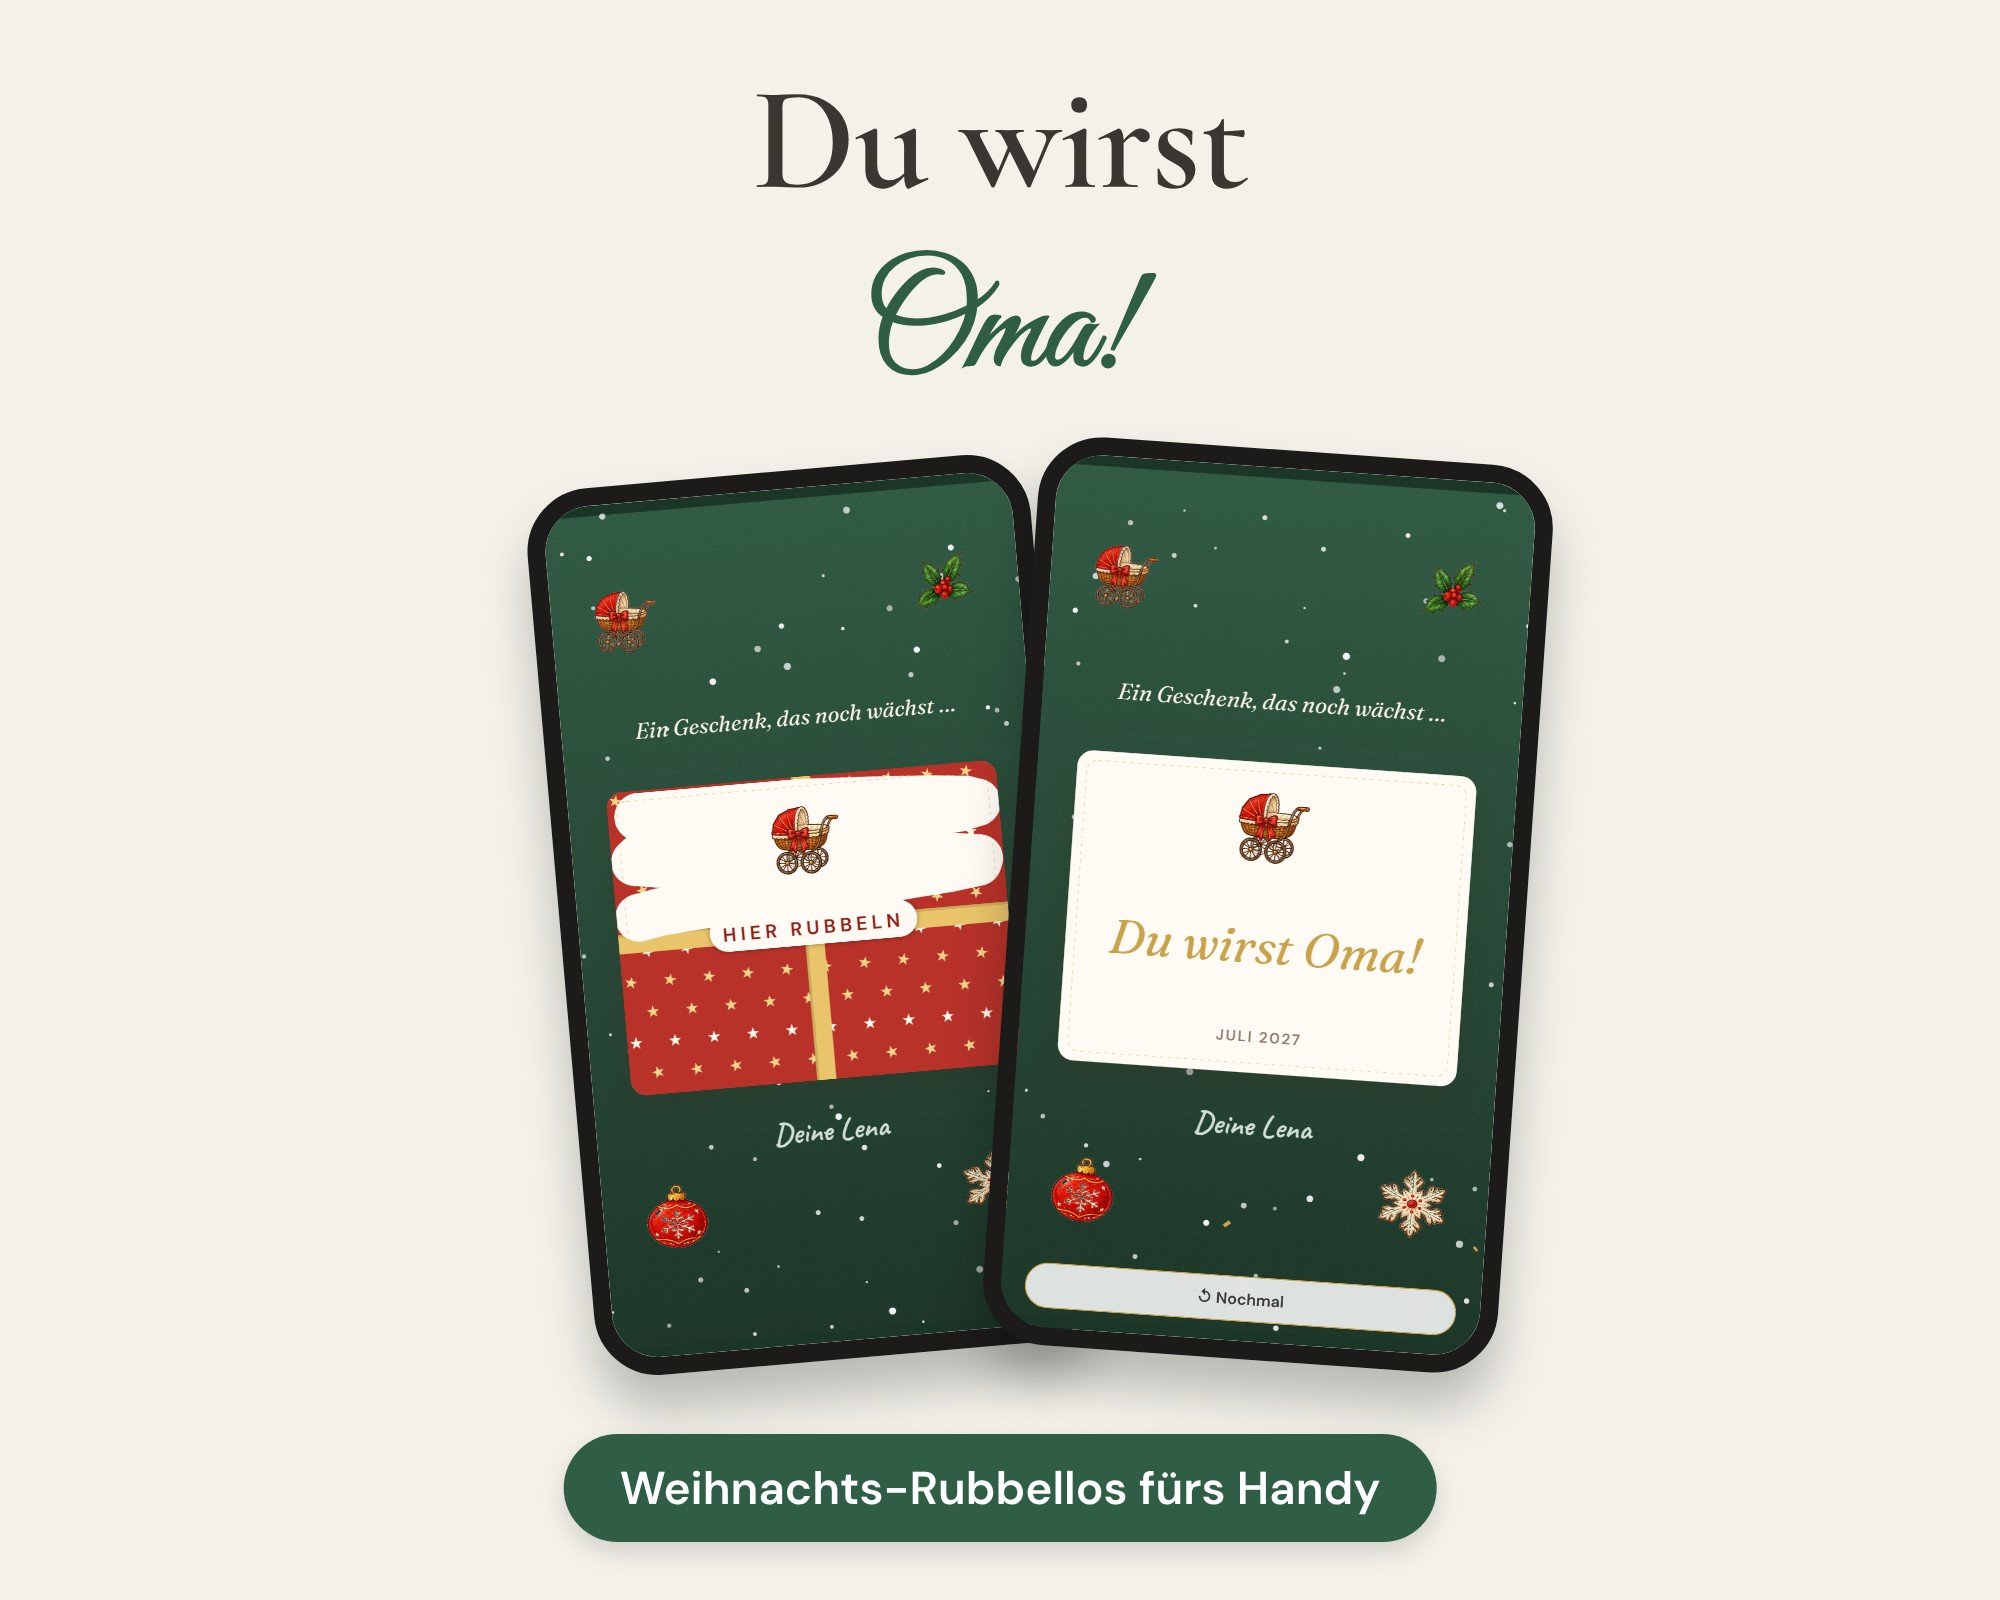 Du wirst
Oma!
Ein Geschenk, das noch wächst ...
HIER RUBBELN
Deine Lena
Ein Geschenk, das noch wächst ...
Du wirst Oma!
JULI 2027
Deine Lena
Nochmal
Weihnachts-Rubbellos fürs Handy